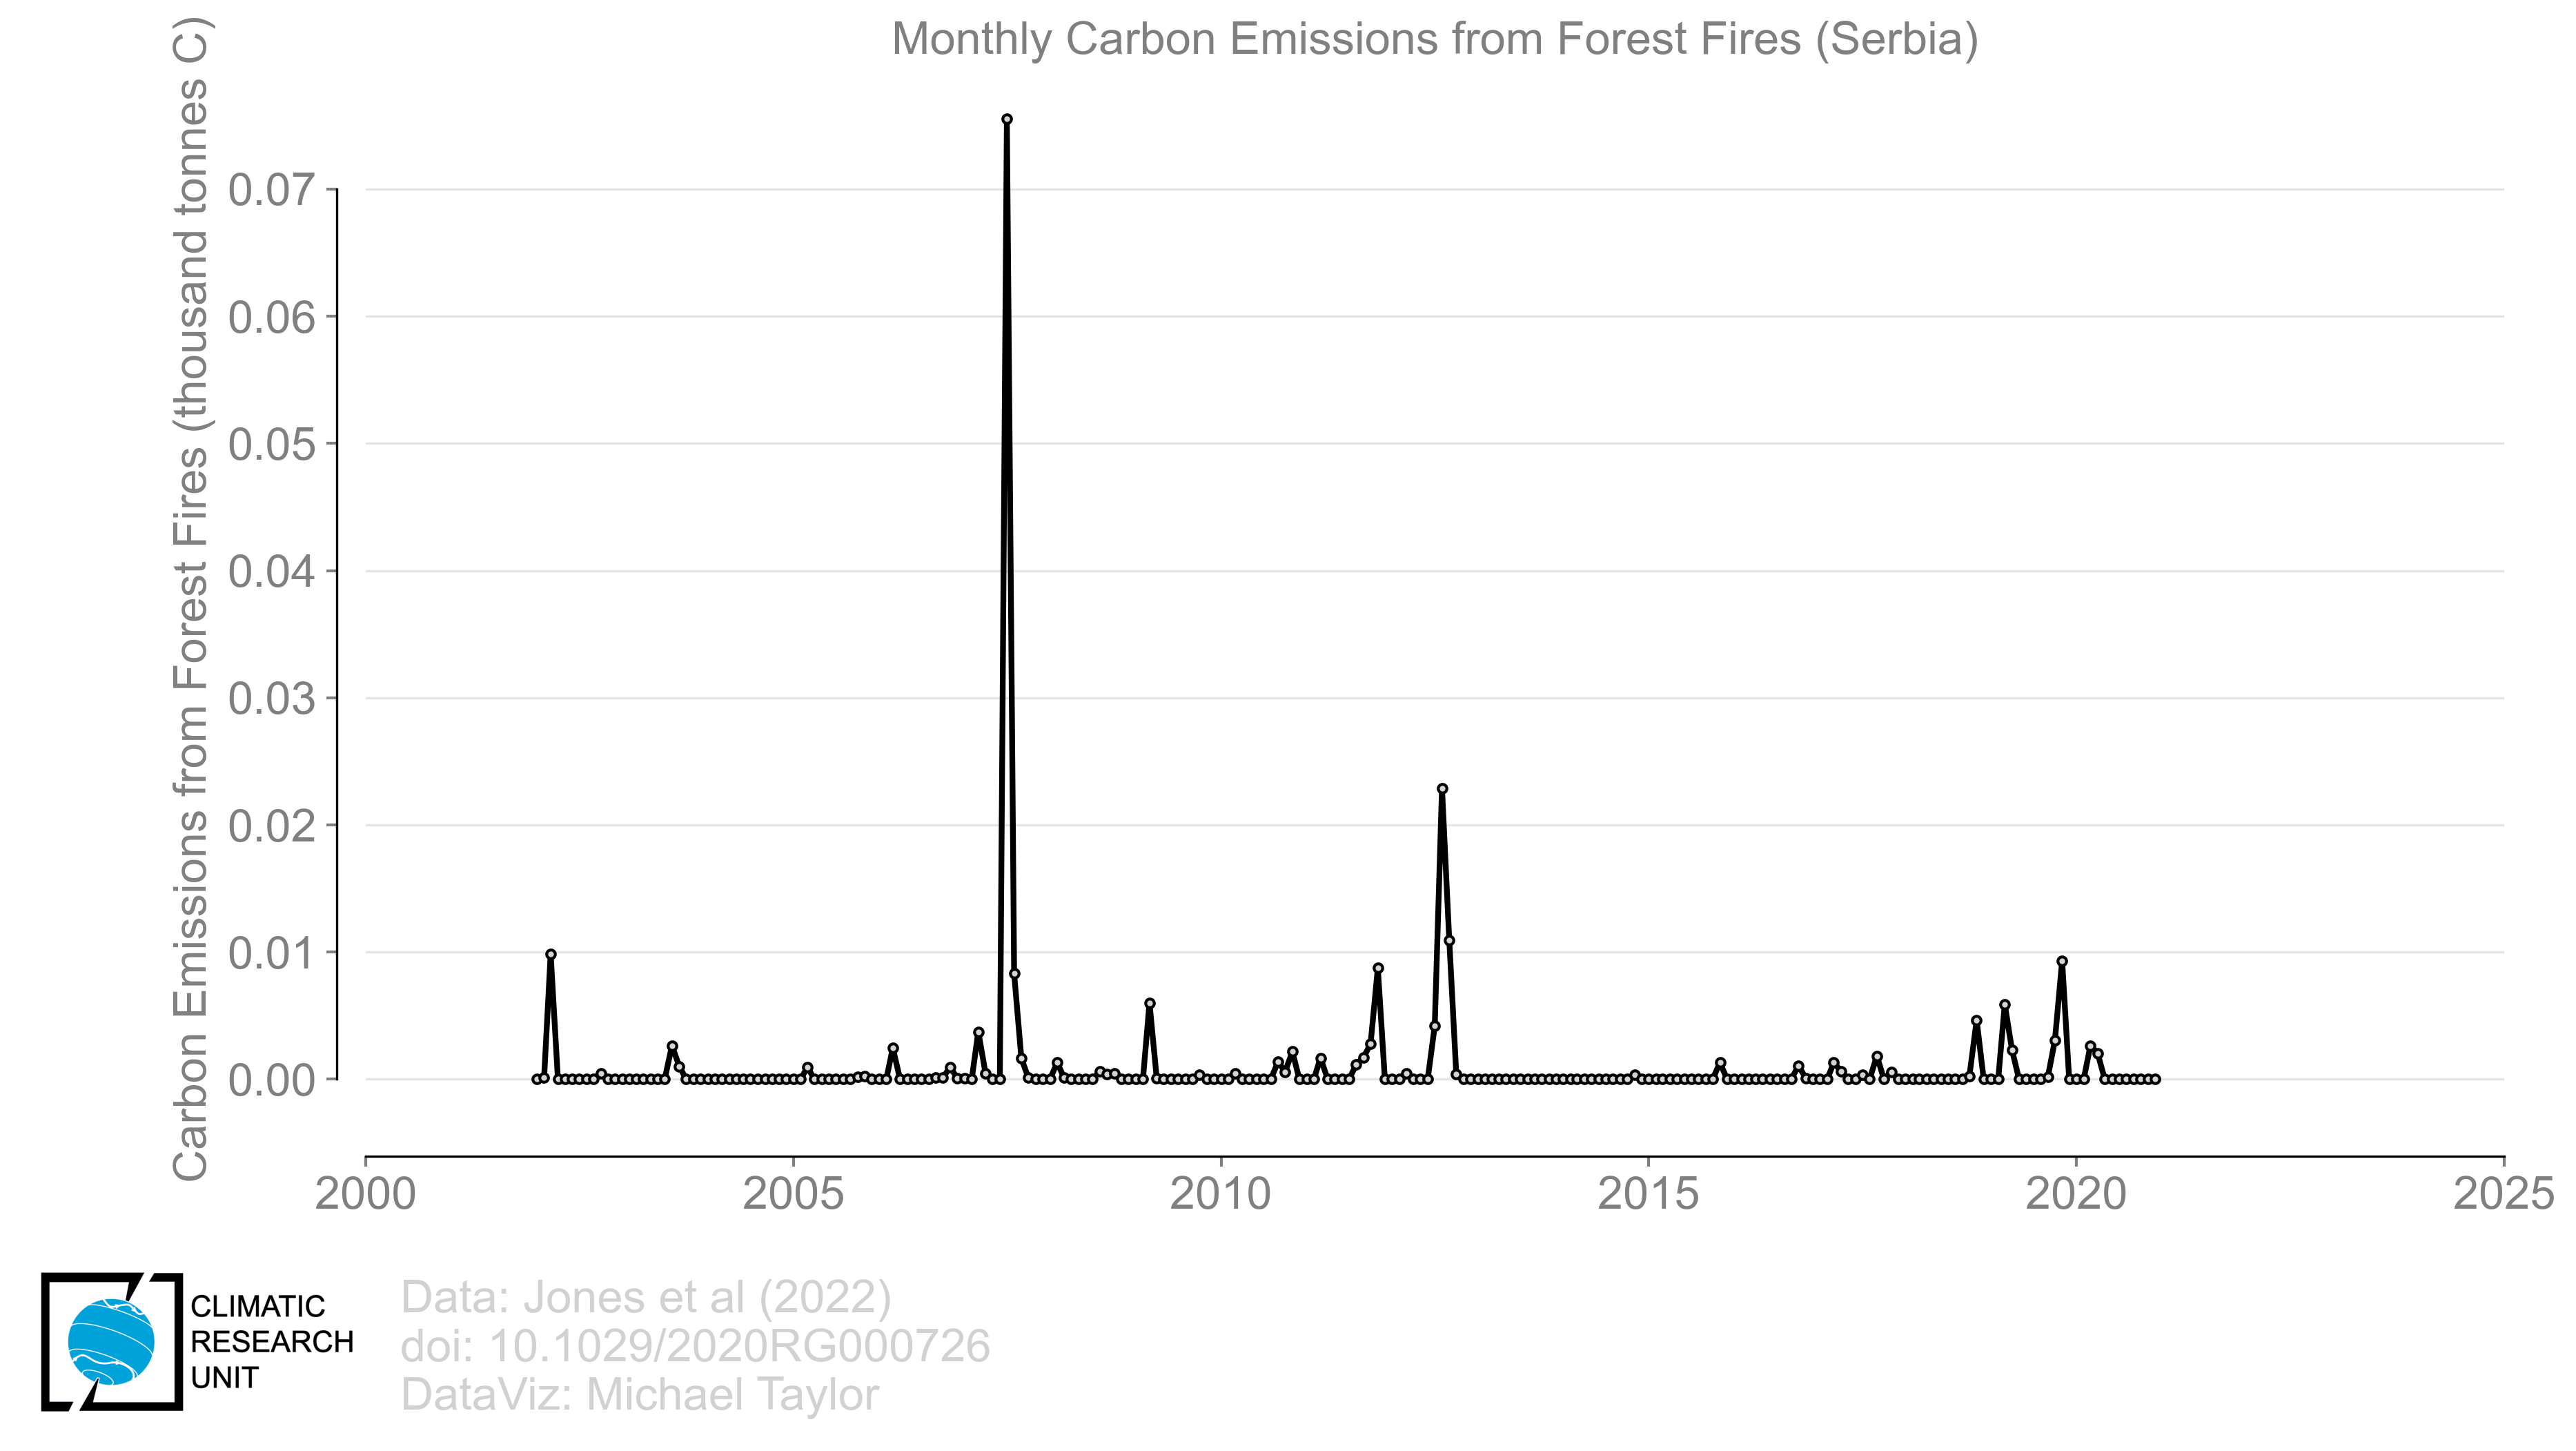 Monthly Carbon Emissions from Forest Fires (Serbia)
Carbon Emissions from Forest Fires (thousand tonnes C)
0.07
0.06
0.05
0.04
0.03
0.02
0.01
0.00
2000 2005 2010 2015 2020 2025
CLIMATIC
RESEARCH
UNIT
Data: Jones et al (2022)
doi: 10.1029/2020RG000726
DataViz: Michael Taylor